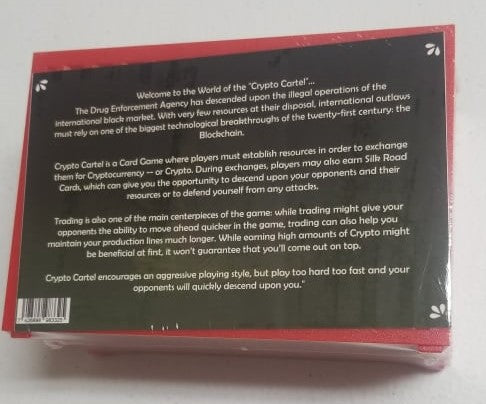 Welcome to the World of the "Crypto Cartel"...
The Drug Enforcement Agency has descended upon the illegal operations of the
international black market. With very few resources at their disposal, international outlaws
must rely on one of the biggest technological breakthroughs of the twenty-first century; the
Blockchain.
Crypto Cartel is a Card Game where players must establish resources in order to exchange
them for Cryptocurrency -- or Crypto. During exchanges, players may also earn Silk Road
Cards, which can give you the opportunity to descend upon your opponents and their
resources or to defend yourself from any attacks.
Trading is also one of the main centerpieces of the game: while trading might give your
opponents the ability to move ahead quicker in the game, trading can also help you
maintain your production lines much longer. While earning high amounts of Crypto might
be beneficial at first, it won't guarantee that you'll come out on top.
Crypto Cartel encourages an aggressive playing style, but play too hard too fast and your
opponents will quickly descend upon you."